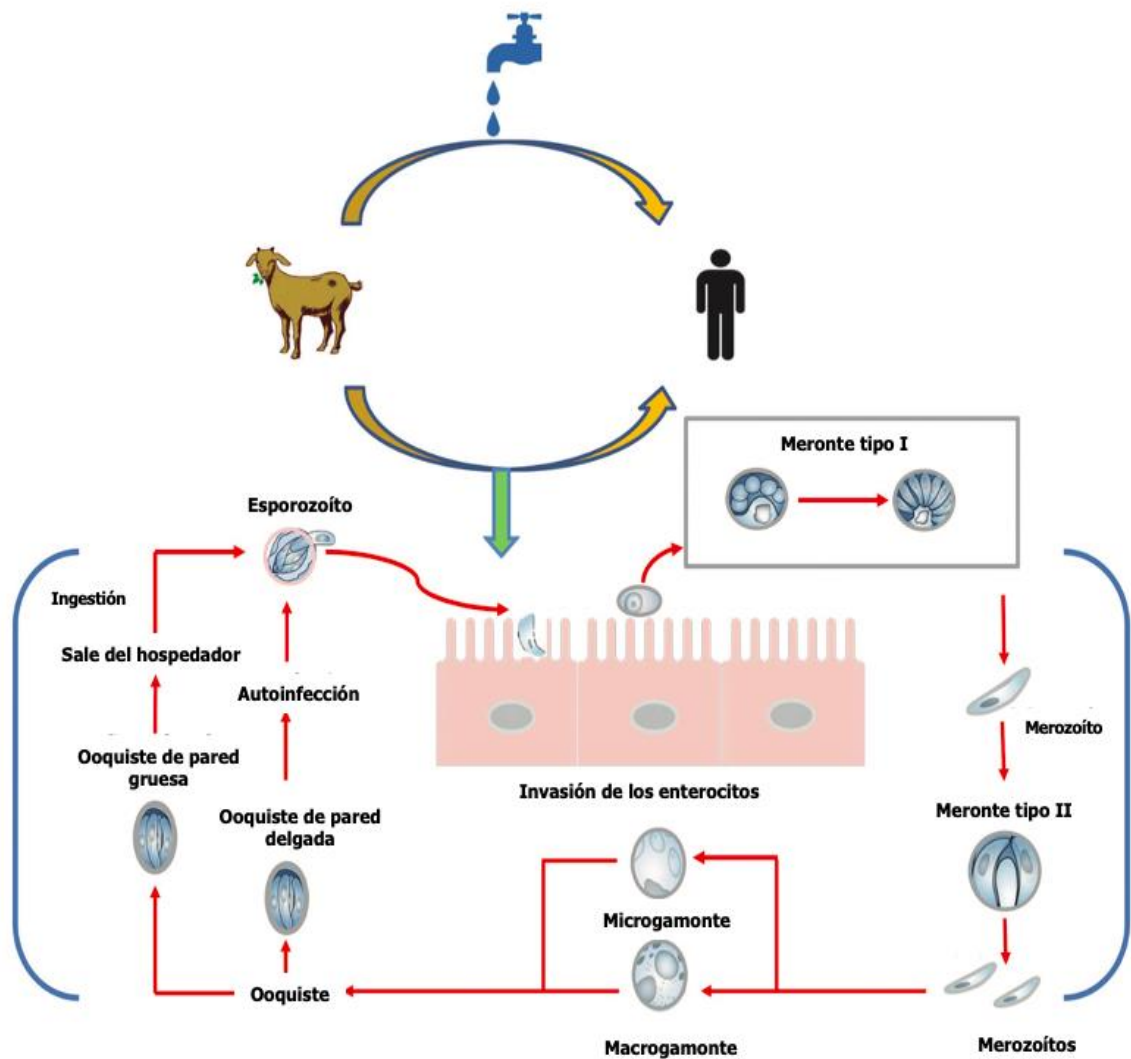 Meronte tipo I
Esporozoíto
Ingestión
Sale del hospedador
Autoinfección
Merozoíto
Ooquiste de pared
gruesa
Invasión de los enterocitos
Ooquiste de pared
delgada
Meronte tipo II
Microgamonte
Ooquiste
Macrogamonte
Merozoítos